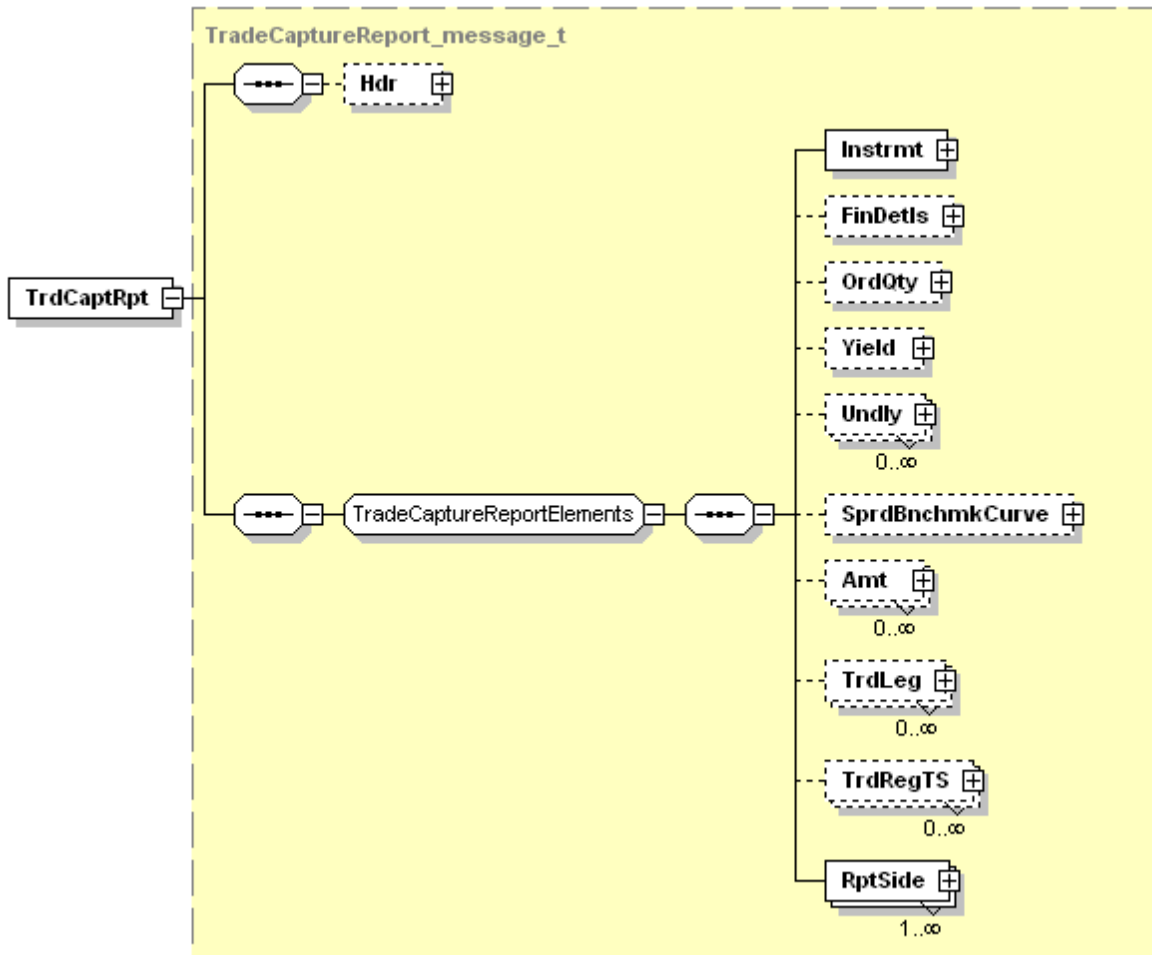 TradeCaptureReport_message_t
Hdr
Instrmt
FinDetls
OrdQty
TrdCaptRpt
Yield
Undly
0..∞
TradeCaptureReportElements
SprdBnchmkCurve
Amt
0..∞
TrdLeg
0..∞
TrdRegTS
0..∞
RptSide
1..∞